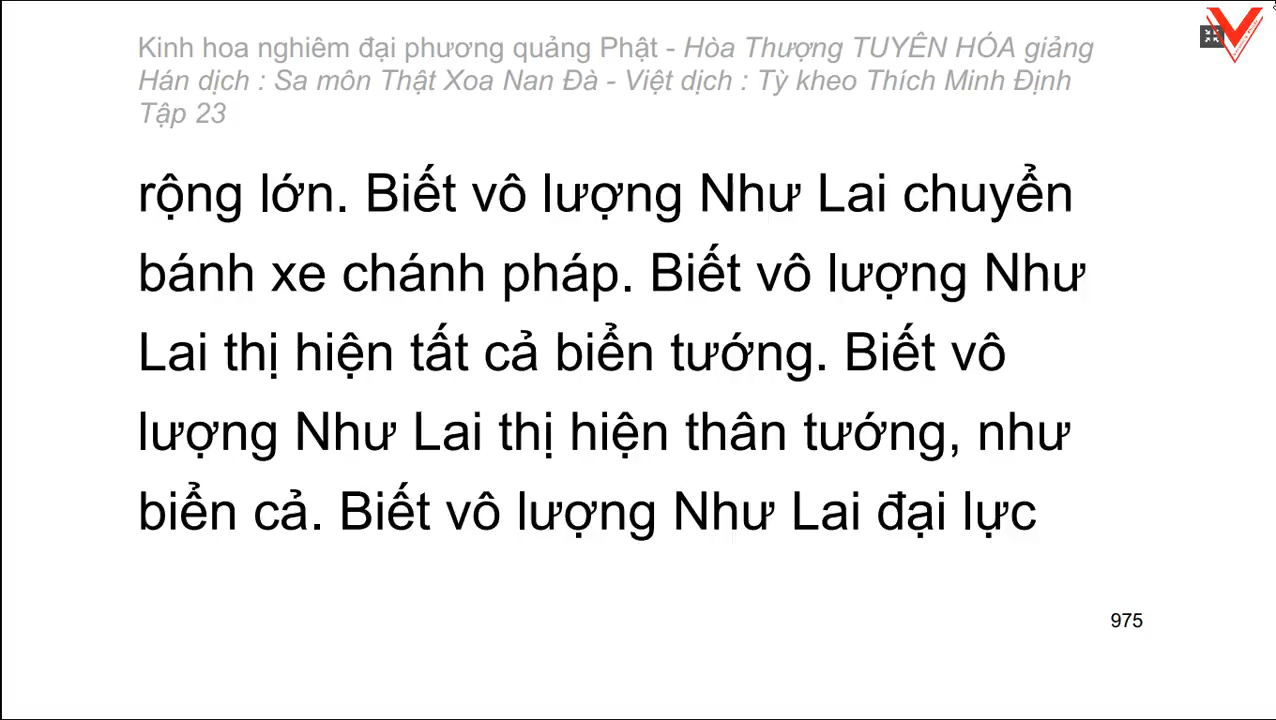 Kinh hoa nghiêm đại phương quảng Phật - Hòa Thượng TUYÊN HÓA giảng
Hán dịch : Sa môn Thật Xoa Nan Đà - Việt dịch : Tỳ kheo Thích Minh Định
Tập 23
rộng lớn. Biết vô lượng Như Lai chuyển
bánh xe chánh pháp. Biết vô lượng Như
Lai thị hiện tất cả biển tướng. Biết vô
lượng Như Lai thị hiện thân tướng, như
biển cả. Biết vô lượng Như Lai đại lực
975